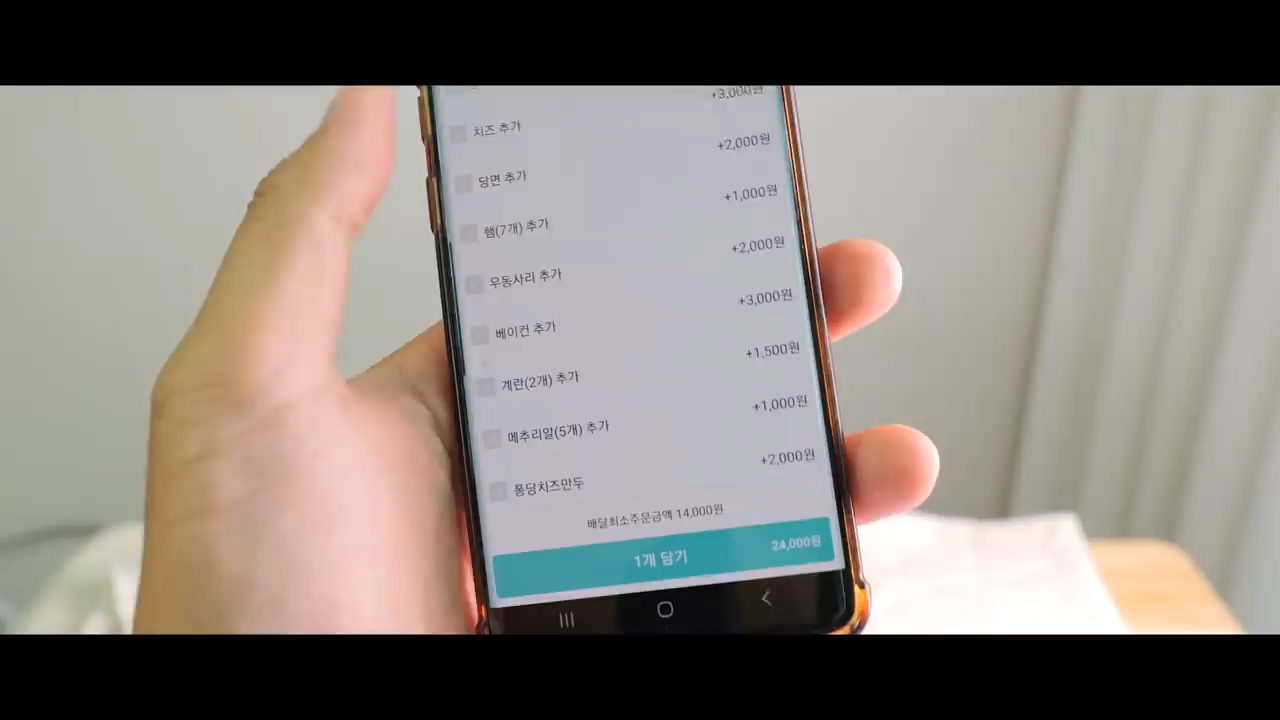 치즈 추가 +3,000원
당면 추가 +2,000원
햄(7개) 추가 +1,000원
우동사리 추가 +2,000원
베이컨 추가 +3,000원
계란(2개) 추가 +1,500원
메추리알(5개) 추가 +1,000원
퐁당치즈만두 +2,000원
배달최소주문금액 14,000원
1개 담기 24,000원